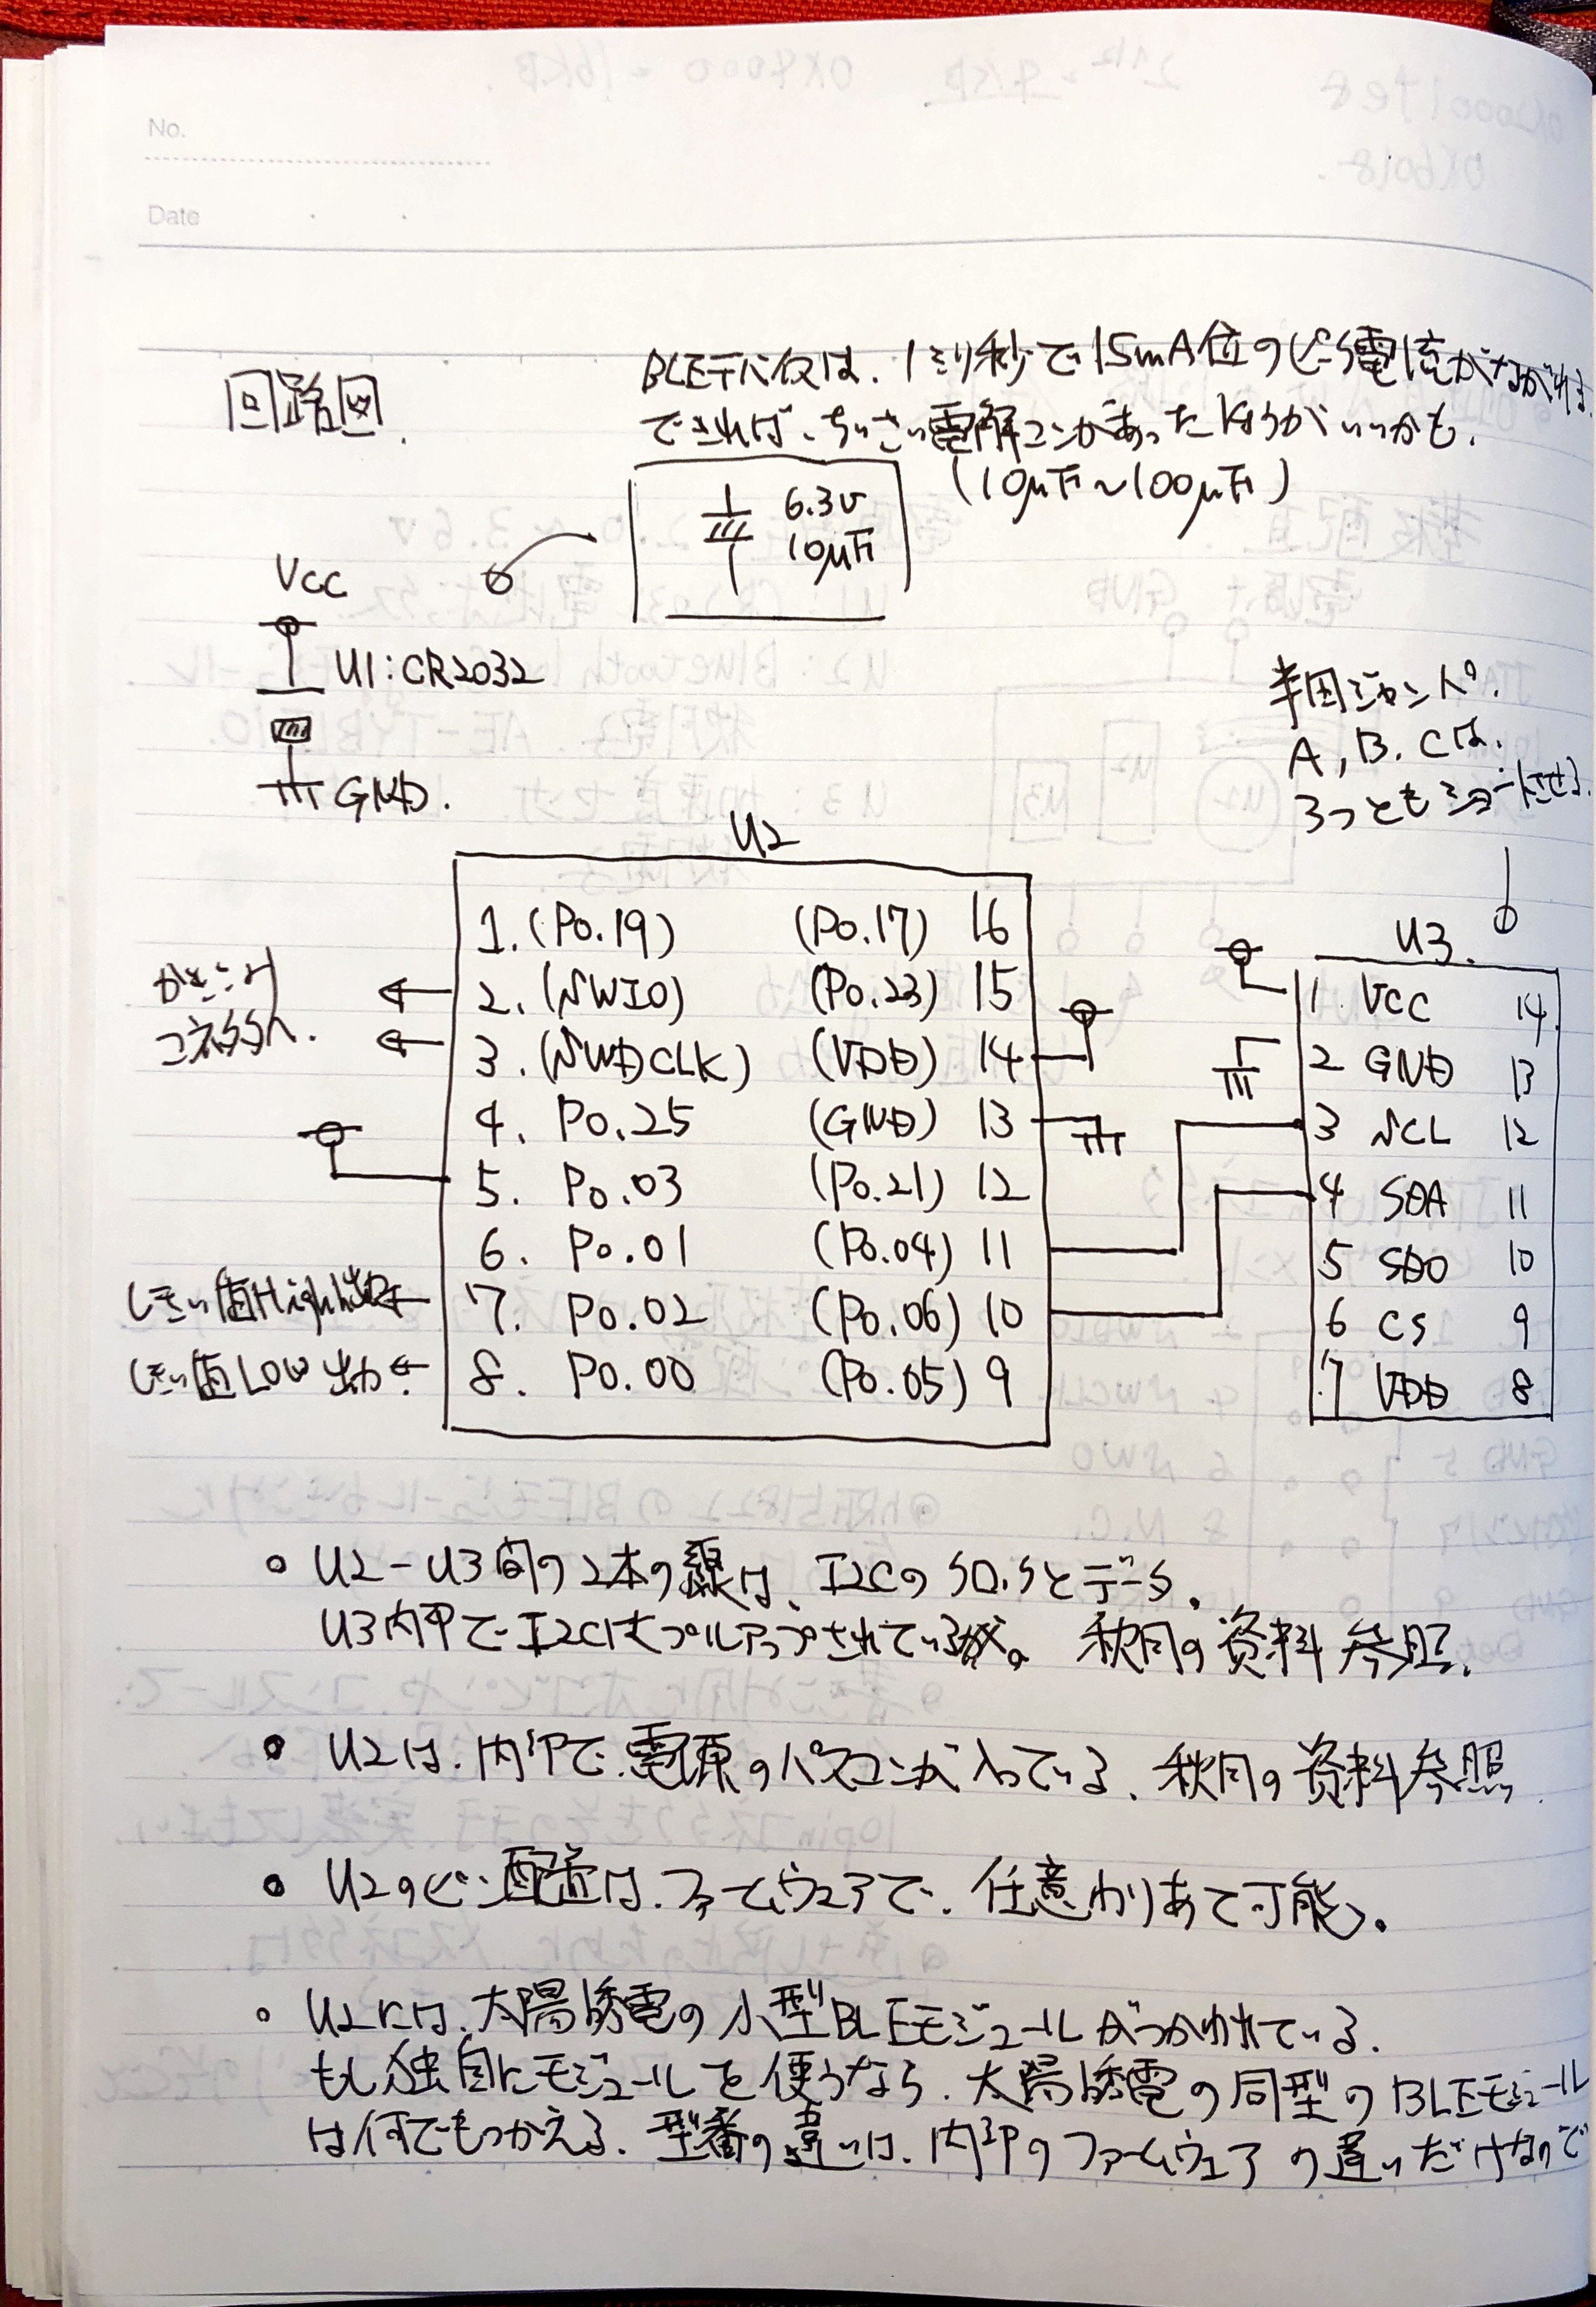 No.
Date
回路図.
BLEデバイスは、1ミリ秒で15mA位のピーク電流がながれる.
できれば、ちいさい電解コンがあったほうがいいかも.
(10μF〜100μF)
6.3V
10μF
VCC
U1:CR2032
GND.
半田ジャンパ.
A, B, Cは.
3つともショートさせる.
U2
U3.
かきこみ
コネクタへ.
1. (P0.19) (P0.17) 16
2. (SWIO) (P0.23) 15
3. (SWDCLK) (VDD) 14
4. P0.25 (GND) 13
5. P0.03 (P0.21) 12
6. P0.01 (P0.04) 11
7. P0.02 (P0.06) 10
8. P0.00 (P0.05) 9
しきい値High出力
しきい値LOW出力
1 VCC 14
2 GND 13
3 SCL 12
4 SDA 11
5 SDO 10
6 CS 9
7 VDD 8
○ U2-U3間の2本の線は、I2Cのクロックとデータ.
U3内部でI2Cはプルアップされている。秋月の資料参照.
• U2は、内部で、電源のパスコンが入っている、秋月の資料参照.
• U2のピン配置は、ファームウェアで、任意わりあて可能。
○ U2には、太陽誘電の小型BLEモジュールがつかわれている.
もし独自にモジュールを使うなら、太陽誘電の同型のBLEモジュール
は何でもつかえる. 型番の違いは、内部のファームウェアの違いだけなので